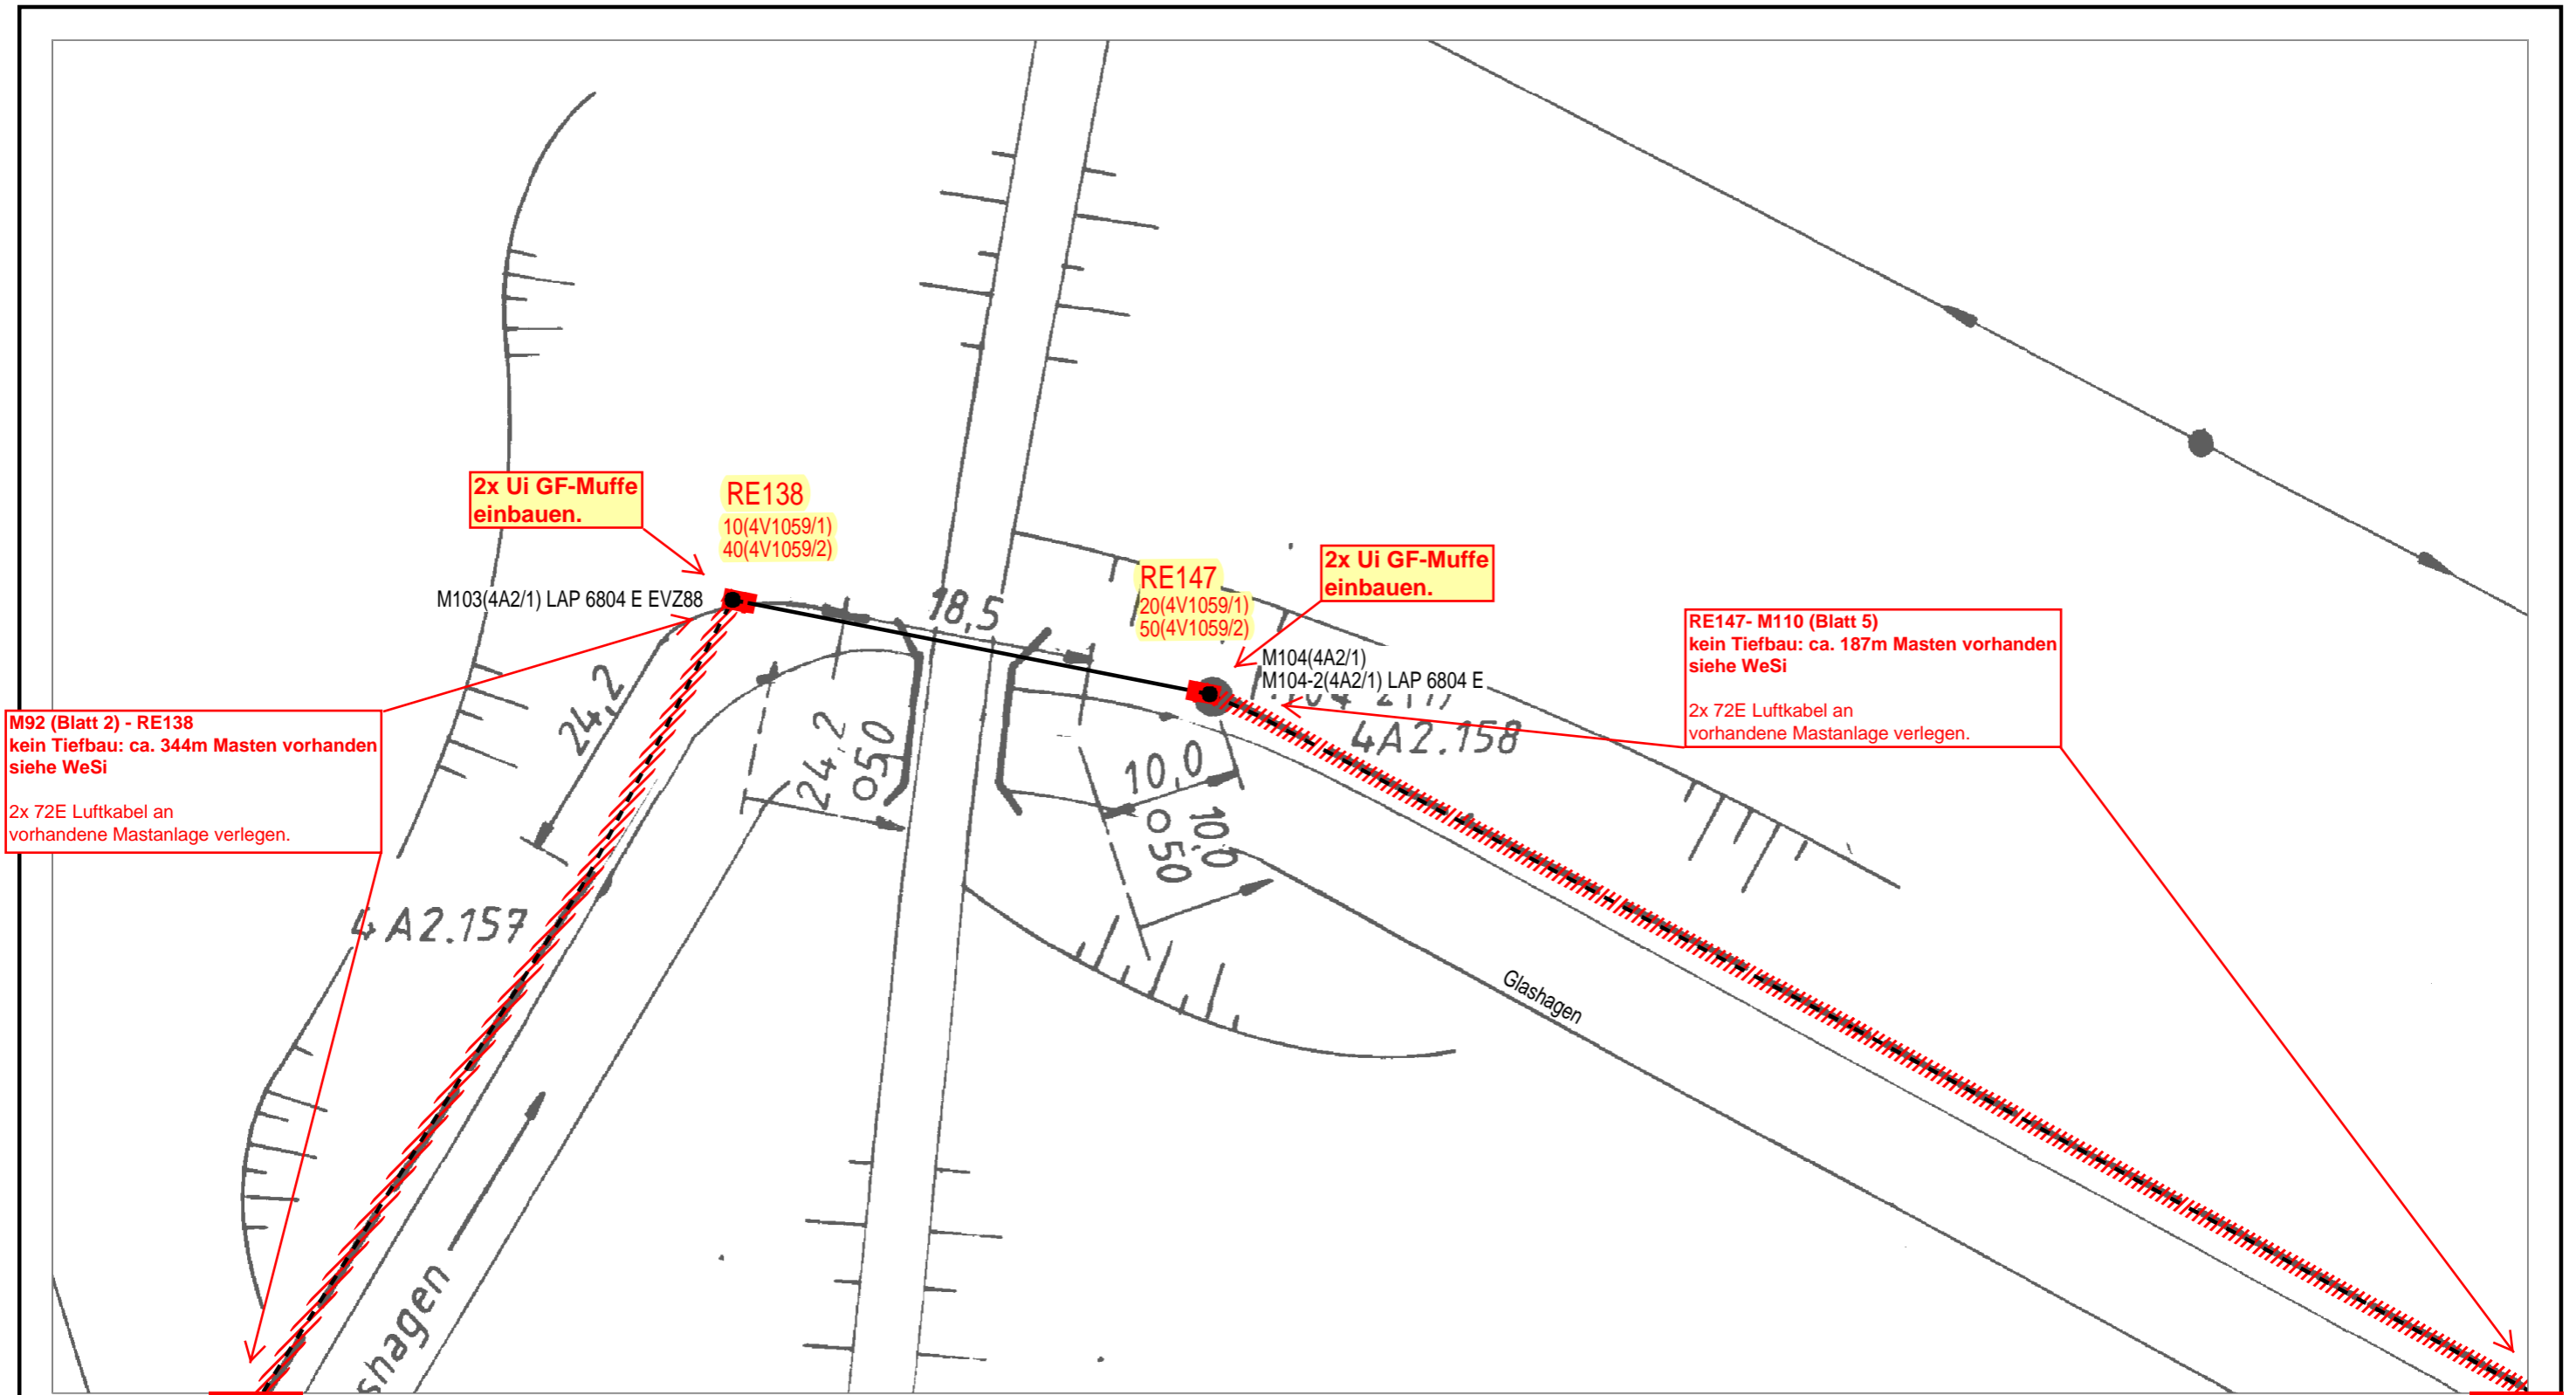 2x Ui GF-Muffe
einbauen.
RE138
10(4V1059/1)
40(4V1059/2)
M103(4A2/1) LAP 6804 E EVZ88
18,5
RE147
20(4V1059/1)
50(4V1059/2)
2x Ui GF-Muffe
einbauen.
M104(4A2/1)
M104-2(4A2/1) LAP 6804 E
4A2.158
RE147- M110 (Blatt 5)
kein Tiefbau: ca. 187m Masten vorhanden
siehe WeSi
2x 72E Luftkabel an
vorhandene Mastanlage verlegen.
M92 (Blatt 2) - RE138
kein Tiefbau: ca. 344m Masten vorhanden
siehe WeSi
2x 72E Luftkabel an
vorhandene Mastanlage verlegen.
24,2
24,2
050
10,0
10,0
050
4A2.157
Glashagen
shagen